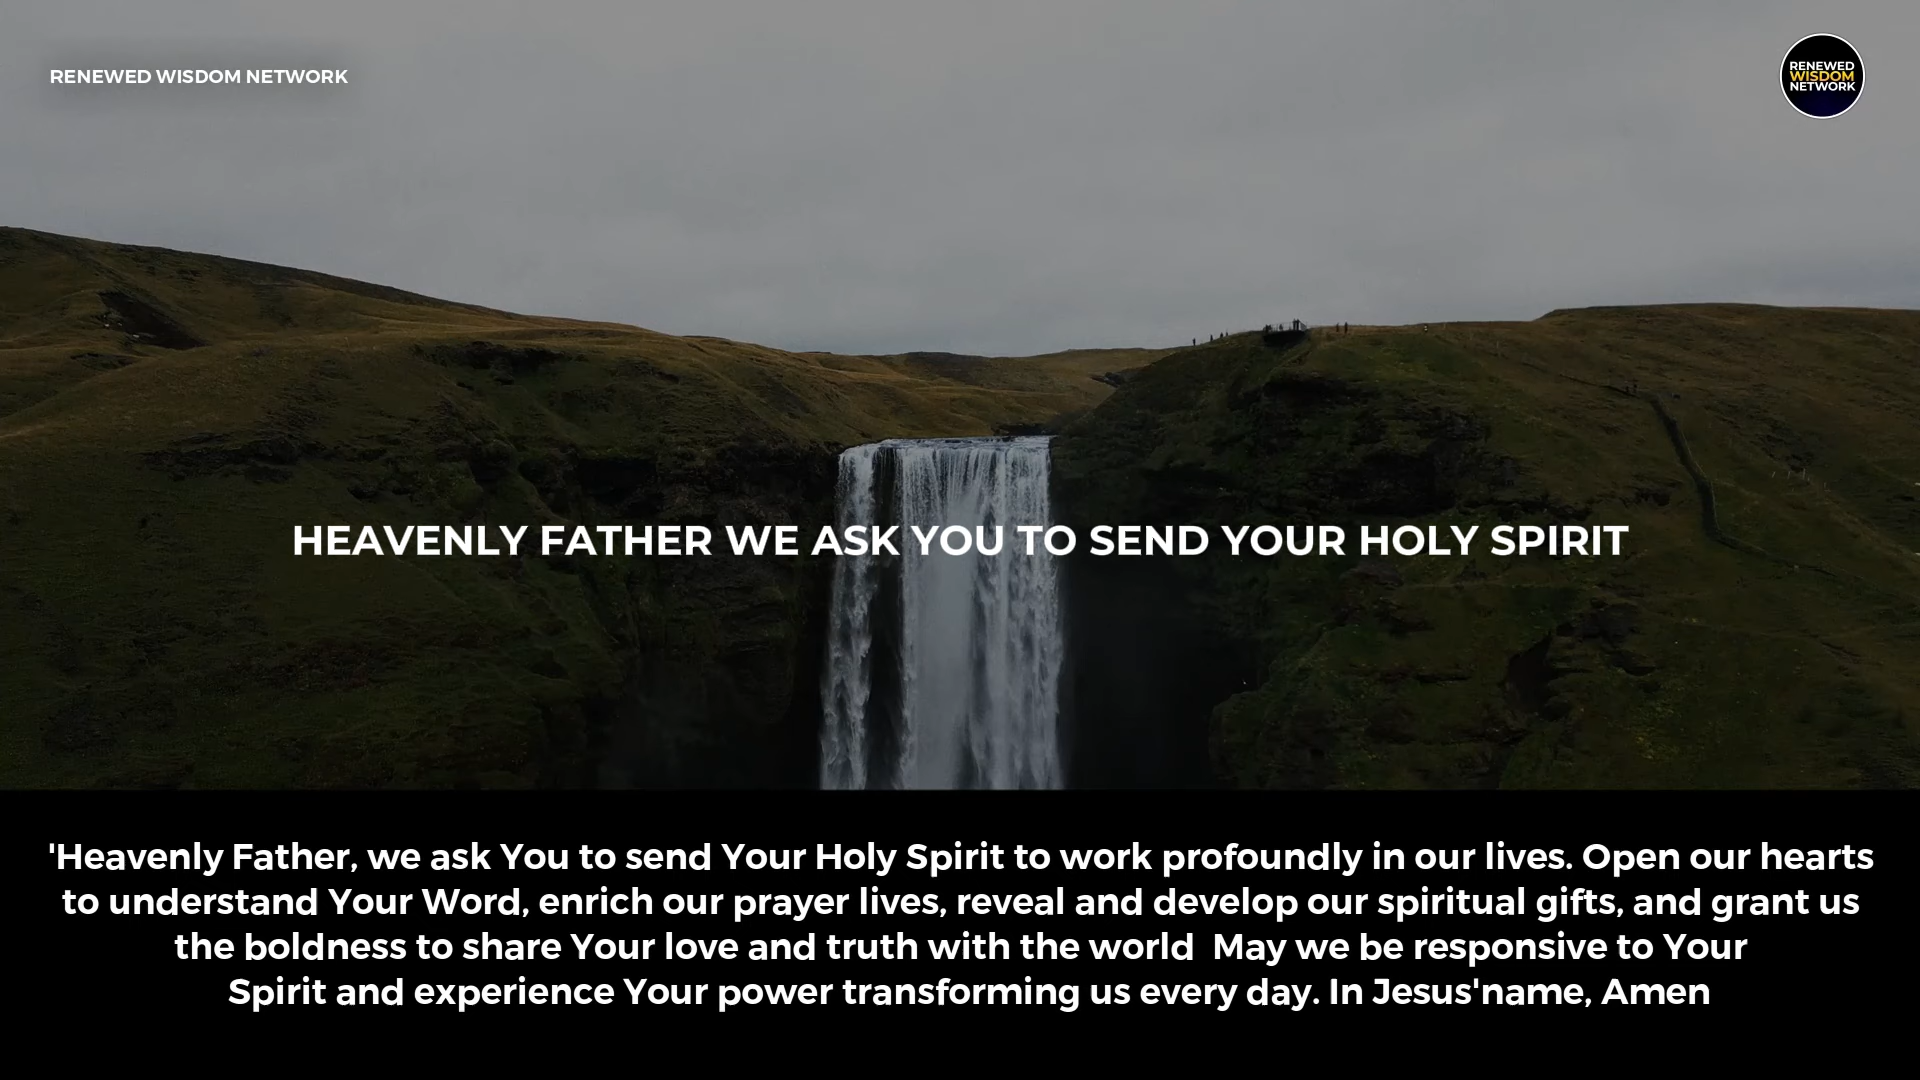 RENEWED WISDOM NETWORK
RENEWED
WISDOM
NETWORK
HEAVENLY FATHER WE ASK YOU TO SEND YOUR HOLY SPIRIT
'Heavenly Father, we ask You to send Your Holy Spirit to work profoundly in our lives. Open our hearts
to understand Your Word, enrich our prayer lives, reveal and develop our spiritual gifts, and grant us
the boldness to share Your love and truth with the world  May we be responsive to Your
Spirit and experience Your power transforming us every day. In Jesus'name, Amen